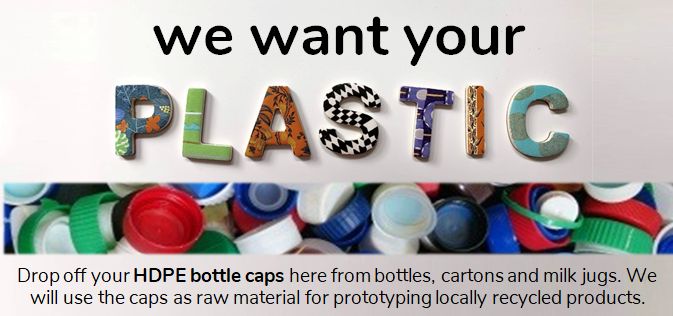 we want your
PLASTIC
Drop off your HDPE bottle caps here from bottles, cartons and milk jugs. We
will use the caps as raw material for prototyping locally recycled products.